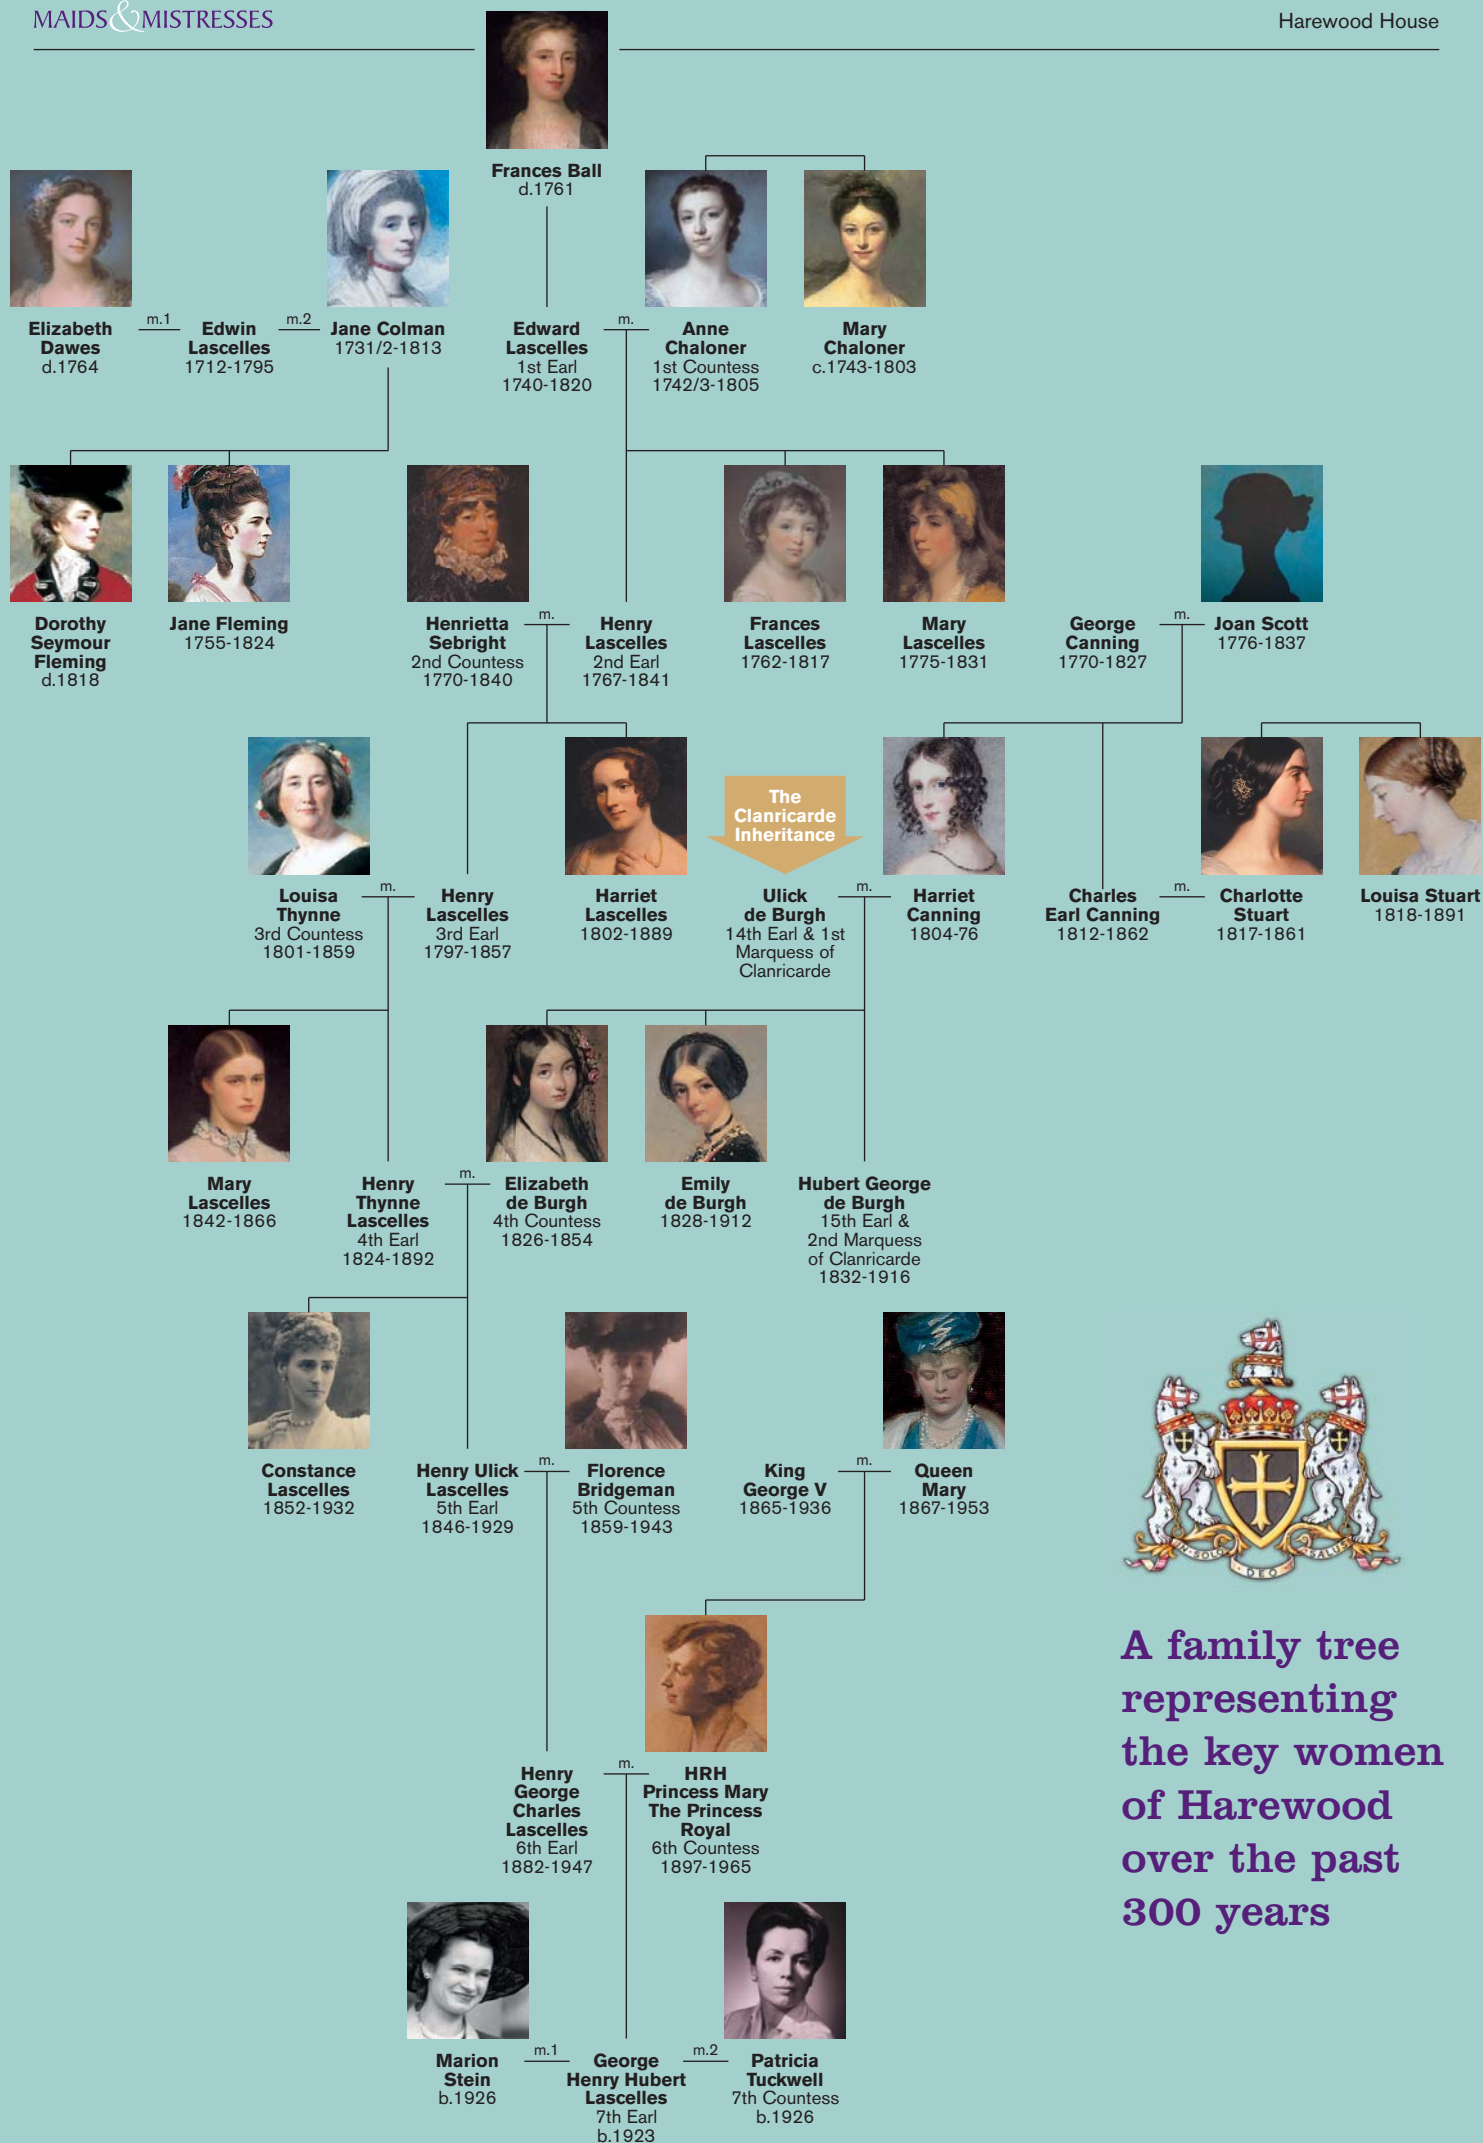 MAIDS & MISTRESSES
Harewood House
Frances Ball
d.1761
Elizabeth
Dawes
d.1764
m.1
Edwin
Lascelles
1712-1795
m.2
Jane Colman
1731/2-1813
Edward
Lascelles
1st Earl
1740-1820
m.
Anne
Chaloner
1st Countess
1742/3-1805
Mary
Chaloner
c.1743-1803
Dorothy
Seymour
Fleming
d.1818
Jane Fleming
1755-1824
Henrietta
Sebright
2nd Countess
1770-1840
m.
Henry
Lascelles
2nd Earl
1767-1841
Frances
Lascelles
1762-1817
Mary
Lascelles
1775-1831
George
Canning
1770-1827
m.
Joan Scott
1776-1837
The
Clanricarde
Inheritance
Louisa
Thynne
3rd Countess
1801-1859
m.
Henry
Lascelles
3rd Earl
1797-1857
Harriet
Lascelles
1802-1889
Ulick
de Burgh
14th Earl & 1st
Marquess of
Clanricarde
m.
Harriet
Canning
1804-76
Charles
Earl Canning
1812-1862
m.
Charlotte
Stuart
1817-1861
Louisa Stuart
1818-1891
Mary
Lascelles
1842-1866
Henry
Thynne
Lascelles
4th Earl
1824-1892
m.
Elizabeth
de Burgh
4th Countess
1826-1854
Emily
de Burgh
1828-1912
Hubert George
de Burgh
15th Earl &
2nd Marquess
of Clanricarde
1832-1916
Constance
Lascelles
1852-1932
Henry Ulick
Lascelles
5th Earl
1846-1929
m.
Florence
Bridgeman
5th Countess
1859-1943
King
George V
1865-1936
m.
Queen
Mary
1867-1953
IN·SOLO
DEO
SALUS
A family tree
representing
the key women
of Harewood
over the past
300 years
Henry
George
Charles
Lascelles
6th Earl
1882-1947
m.
HRH
Princess Mary
The Princess
Royal
6th Countess
1897-1965
Marion
Stein
b.1926
m.1
George
Henry Hubert
Lascelles
7th Earl
b.1923
m.2
Patricia
Tuckwell
7th Countess
b.1926